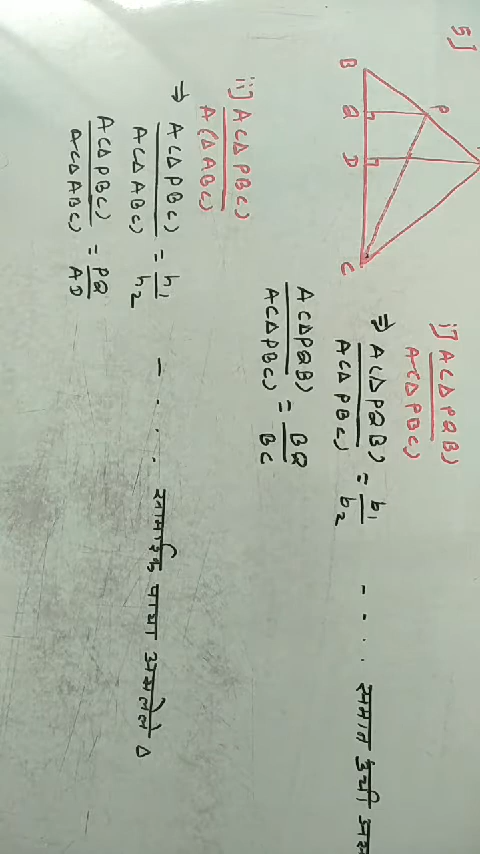 5]
B
Q
D
C
P
i] A(△PQB)
A(△PBC)
⇒ A(△PQB) = b1
A(△PBC) b2
- - . . समान उंची
A(△PQB) = BQ
A(△PBC) BC
ii] A(△PBC)
A(△ABC)
⇒ A(△PBC) = h1
A(△ABC) h2
- . . . सामाईक पाया असलेले △
A(△PBC) = PQ
A(△ABC) AD